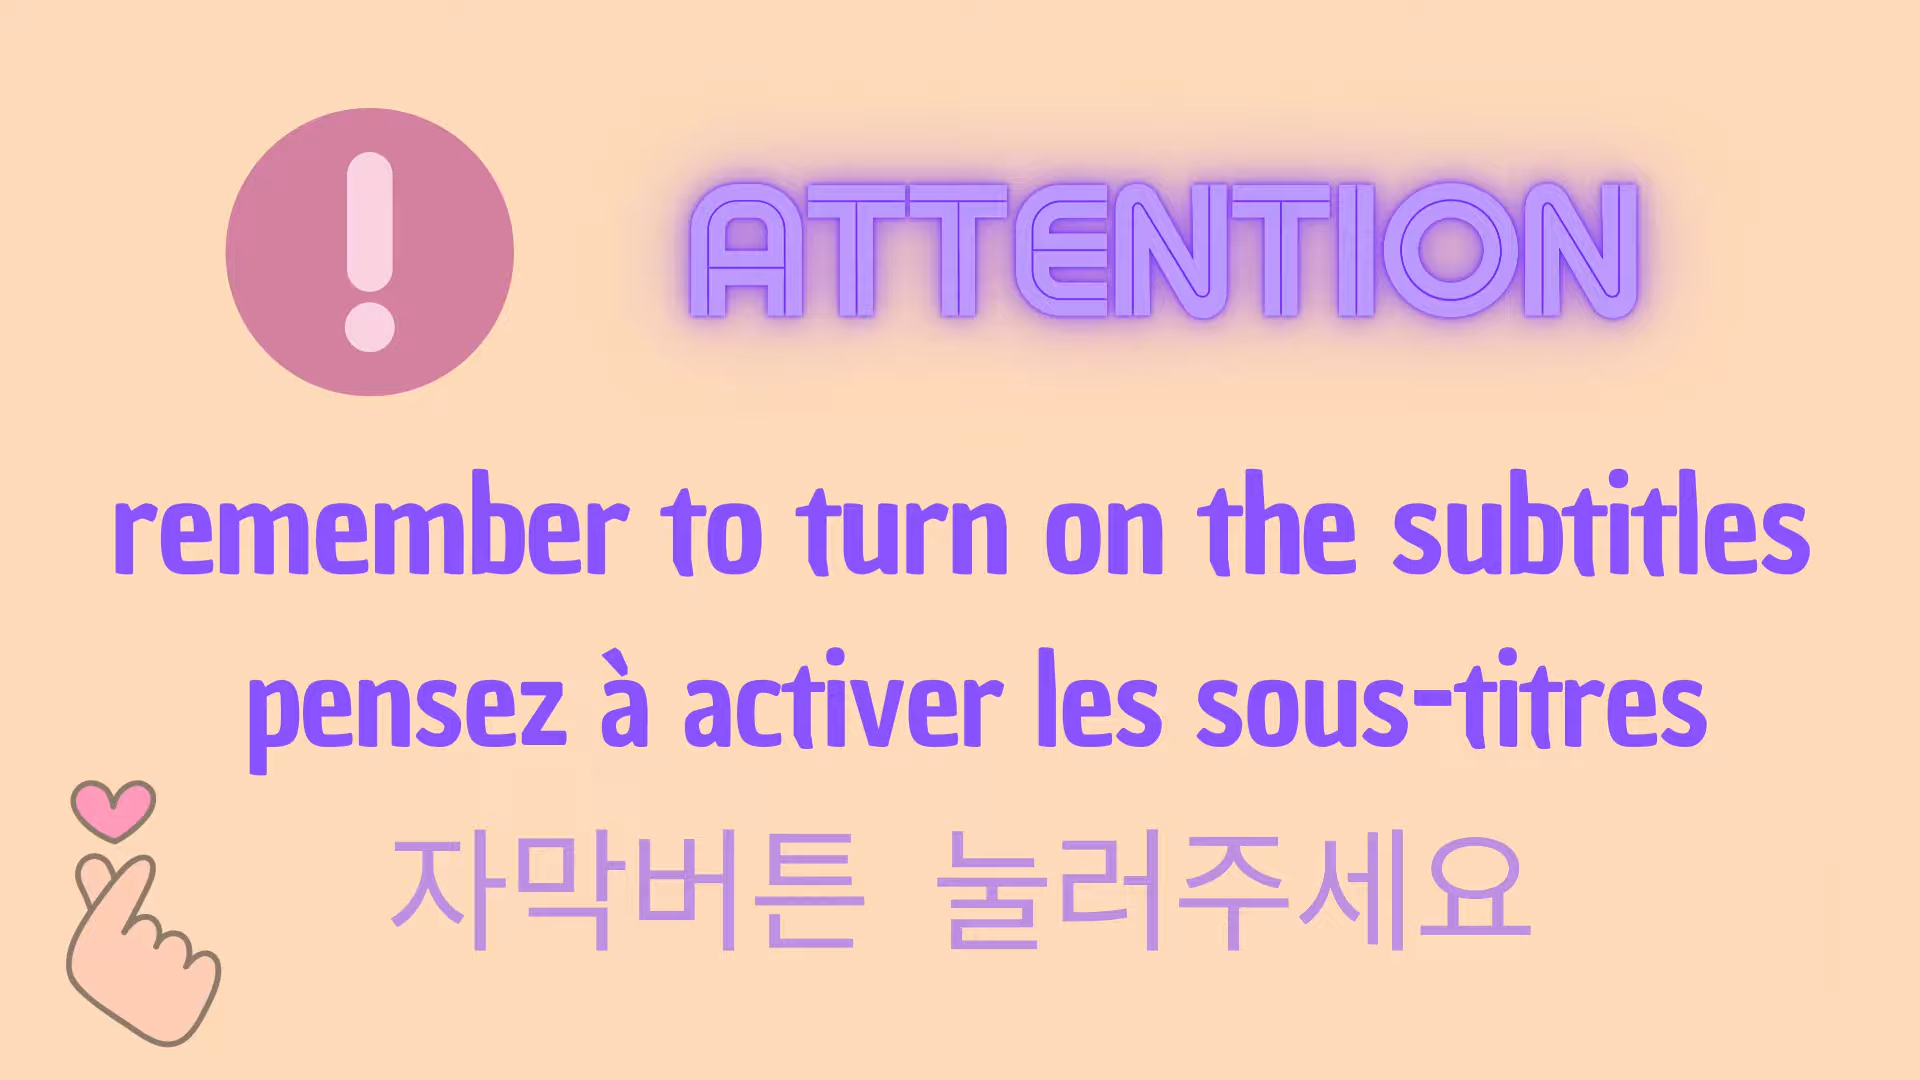 ATTENTION
remember to turn on the subtitles
pensez à activer les sous-titres
자막버튼 눌러주세요